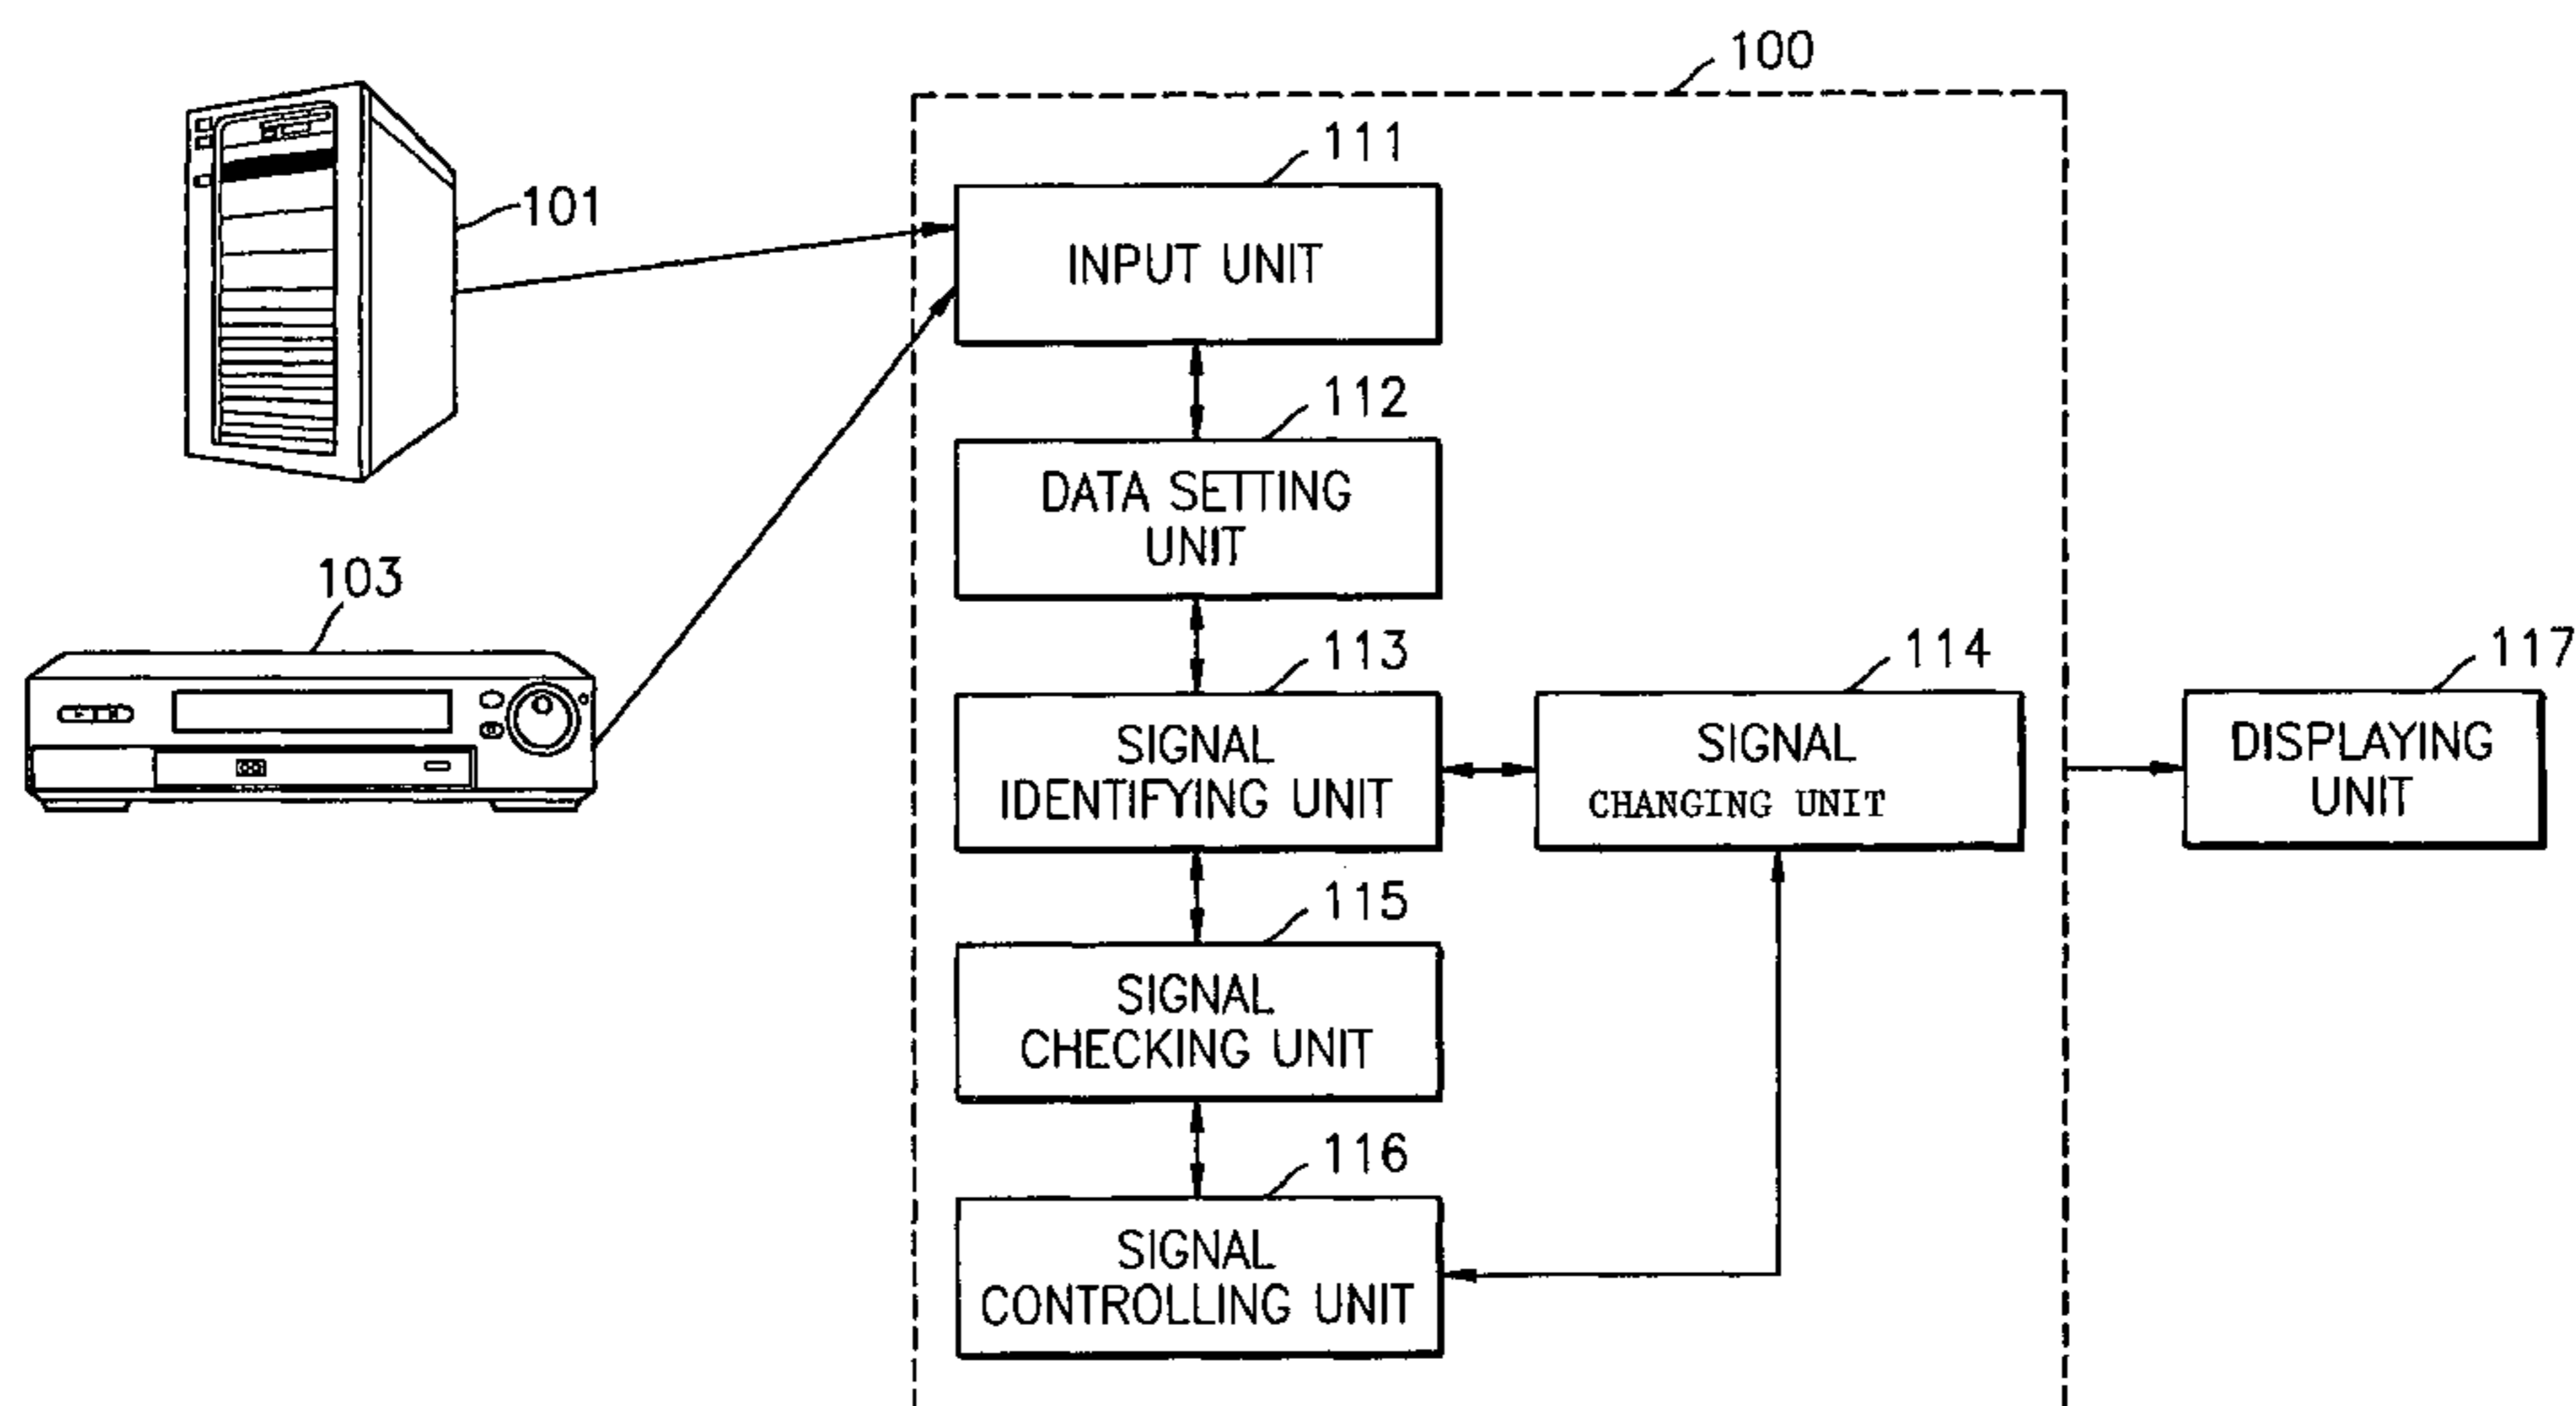 100
111
101
INPUT UNIT
112
DATA SETTING
UNIT
103
113
114
117
SIGNAL
IDENTIFYING UNIT
SIGNAL
CHANGING UNIT
DISPLAYING
UNIT
115
SIGNAL
CHECKING UNIT
116
SIGNAL
CONTROLLING UNIT